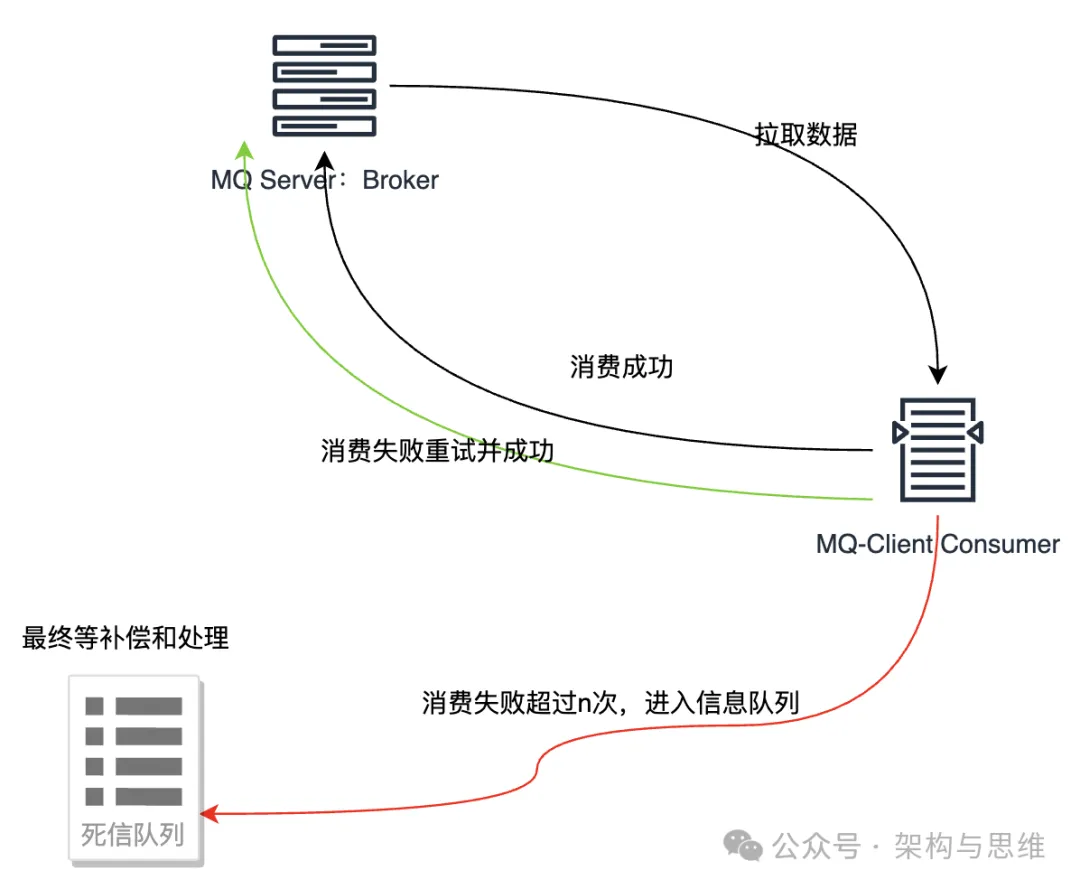 拉取数据
MQ Server：Broker
消费成功
消费失败重试并成功
MQ-Client Consumer
最终等补偿和处理
消费失败超过n次，进入信息队列
死信队列
公众号 · 架构与思维